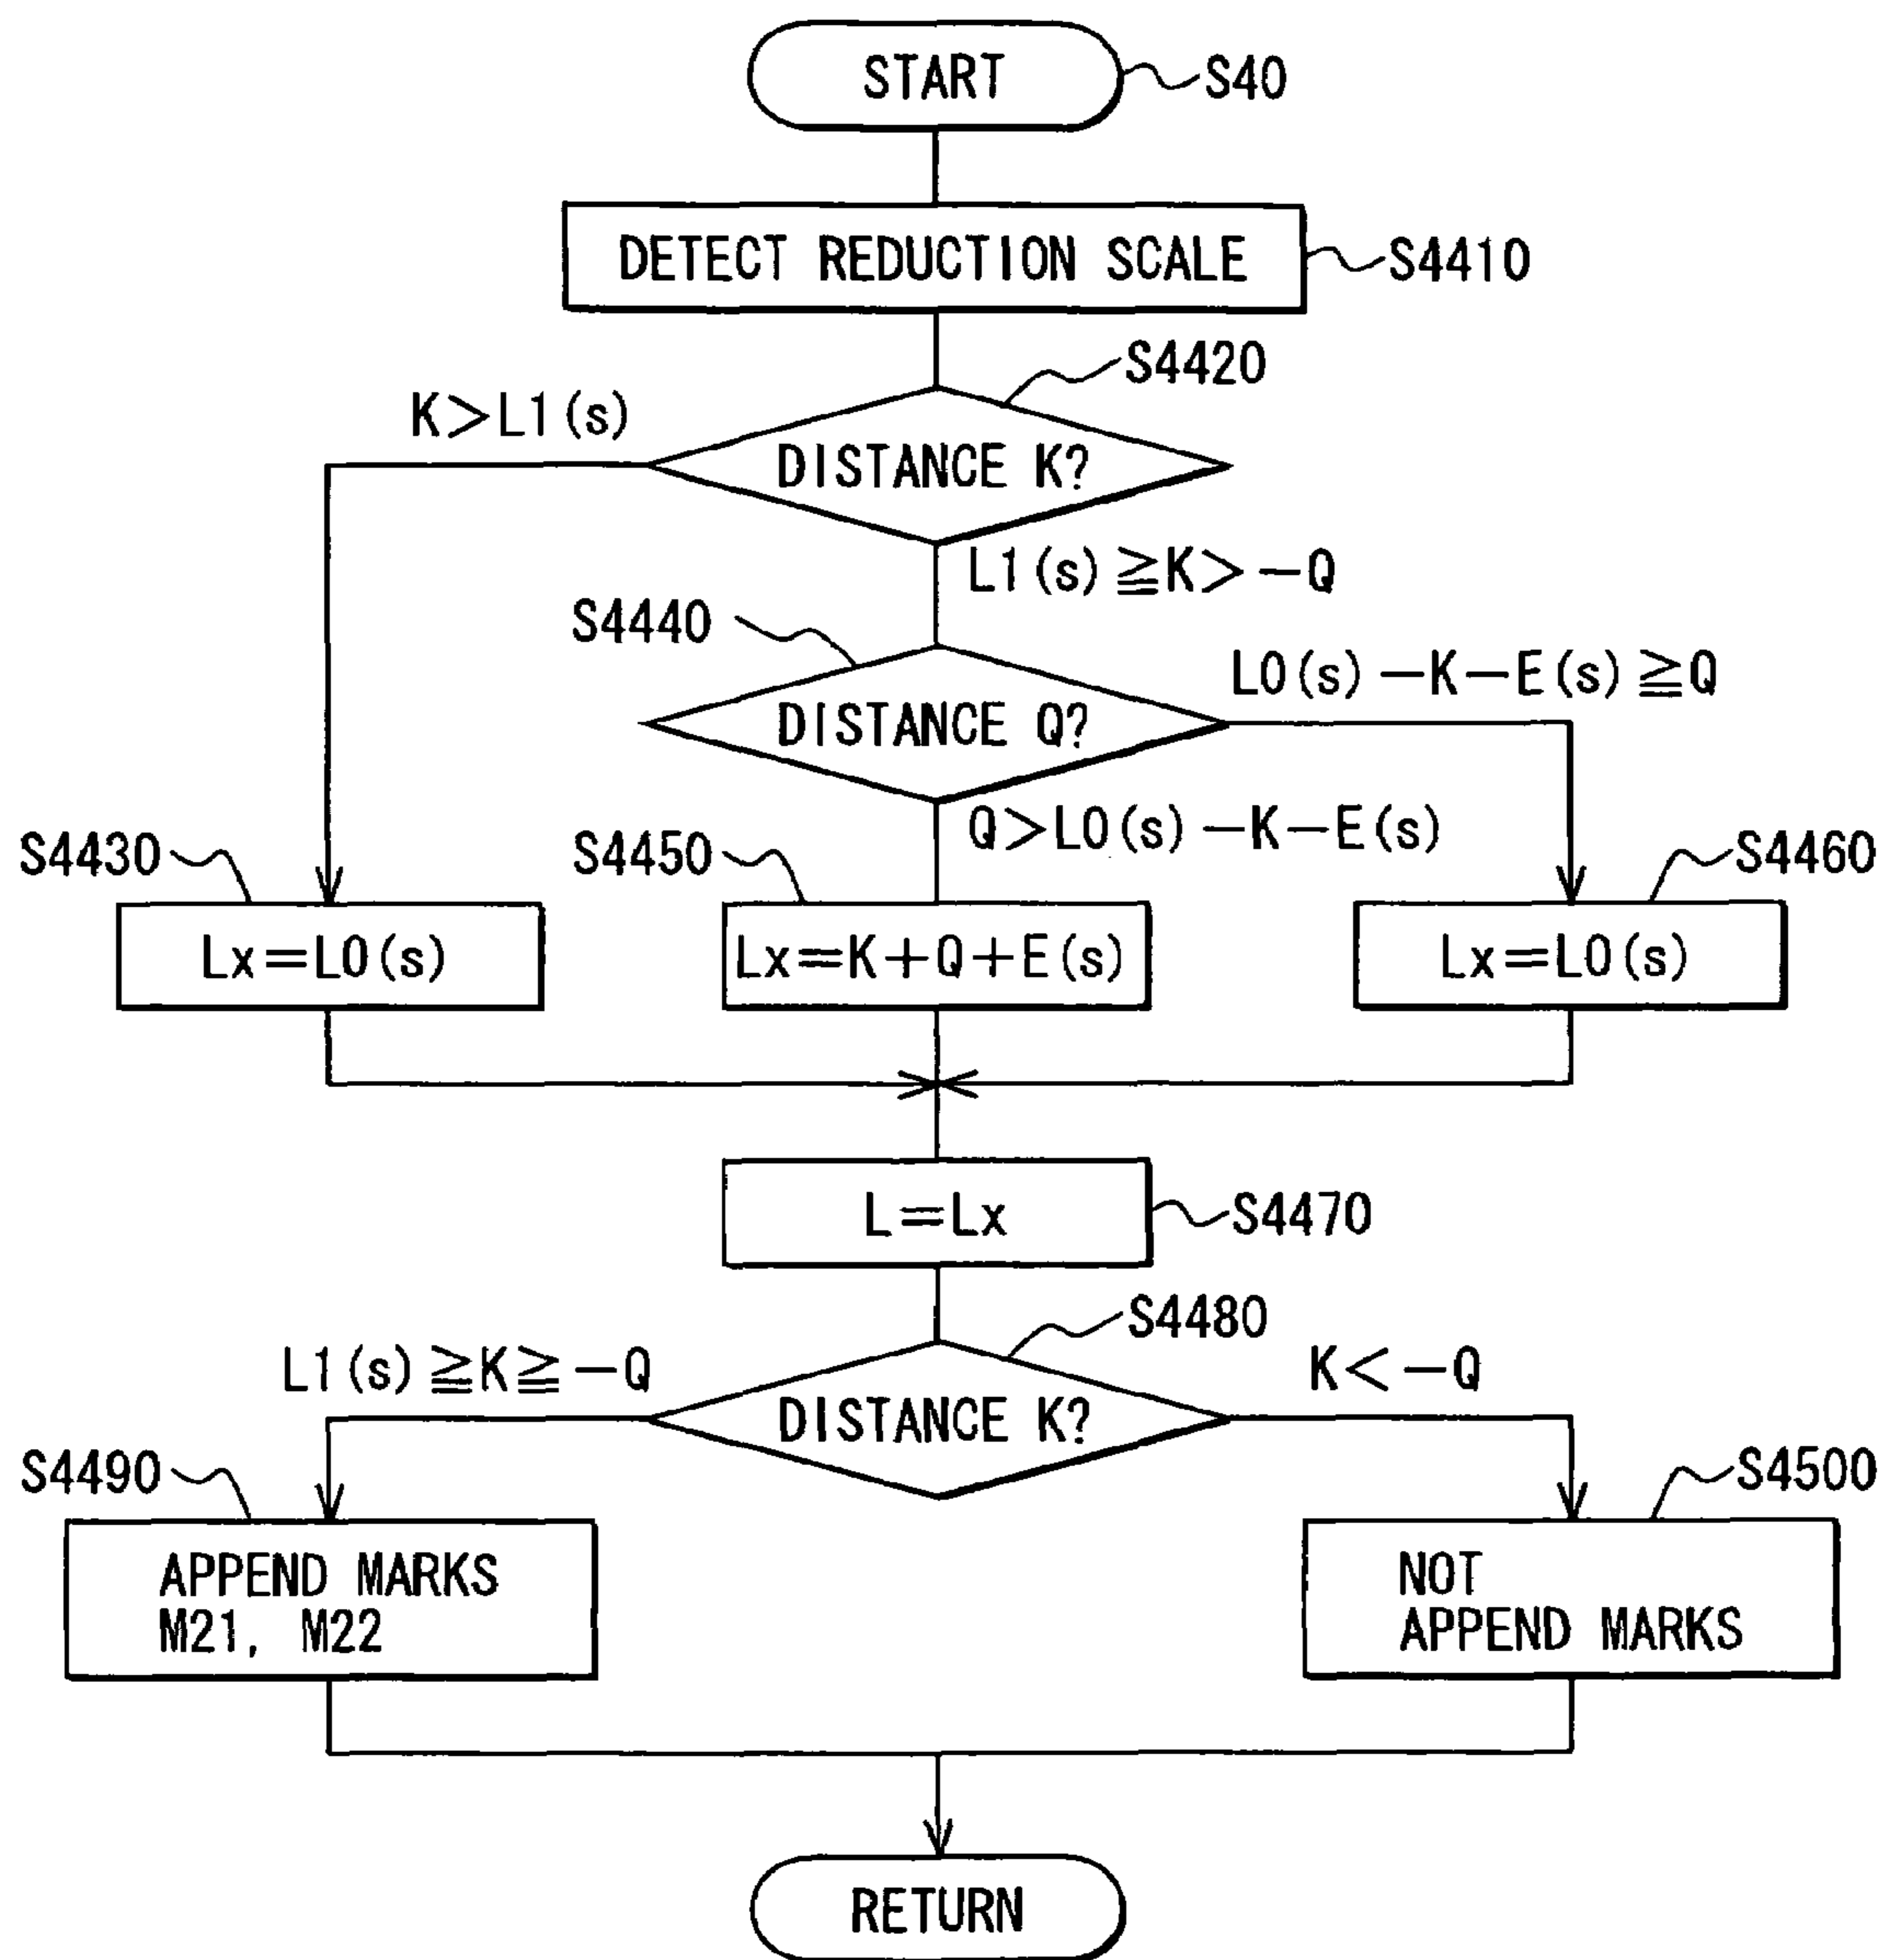 START
S40
DETECT REDUCTION SCALE
S4410
S4420
K>L1(s)
DISTANCE K?
L1(s)≧K>−Q
S4440
L0(s)−K−E(s)≧Q
DISTANCE Q?
Q>L0(s)−K−E(s)
S4430
S4450
S4460
Lx=L0(s)
Lx=K+Q+E(s)
Lx=L0(s)
L=Lx
S4470
S4480
L1(s)≧K≧−Q
K<−Q
DISTANCE K?
S4490
S4500
APPEND MARKS
M21, M22
NOT
APPEND MARKS
RETURN